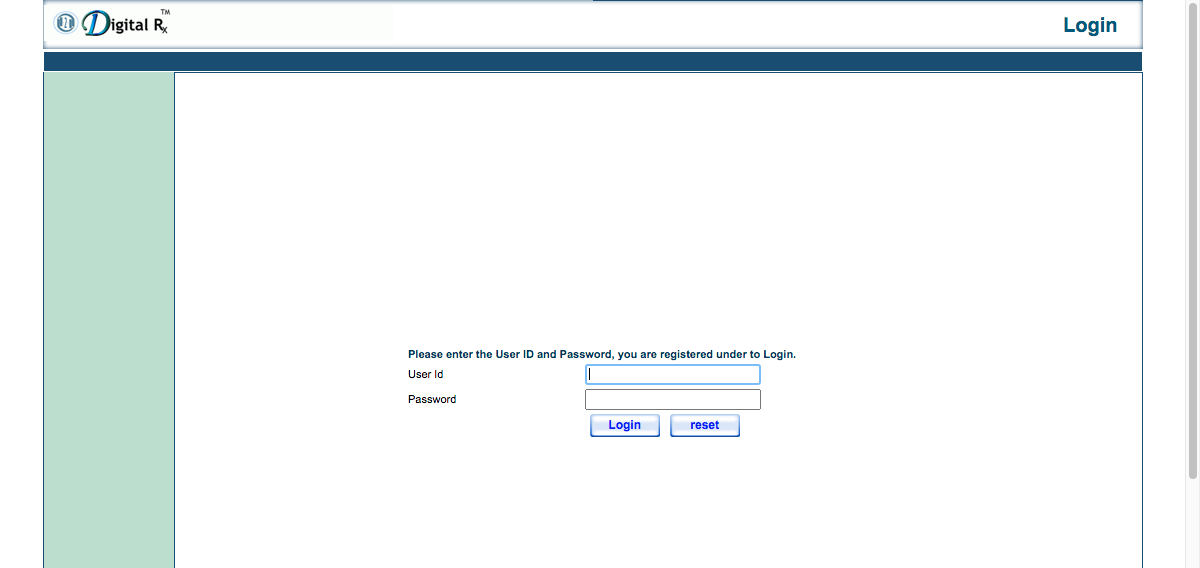 Digital Rx TM
Login
Please enter the User ID and Password, you are registered under to Login.
User Id
Password
Login reset